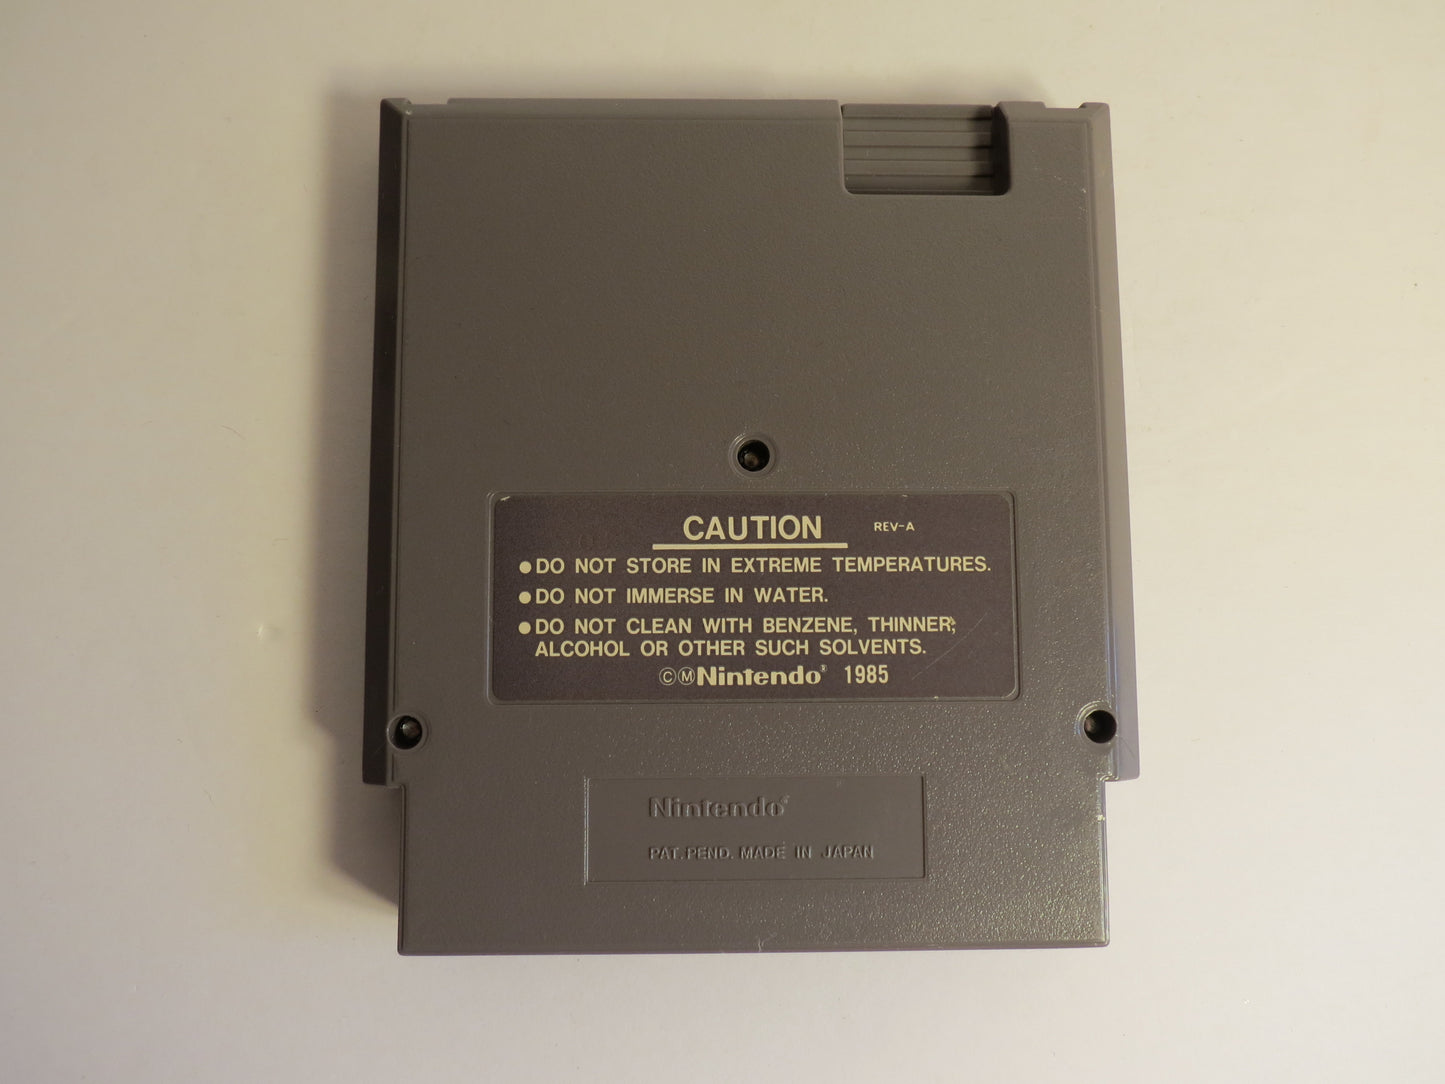 CAUTION REV-A
●DO NOT STORE IN EXTREME TEMPERATURES.
●DO NOT IMMERSE IN WATER.
●DO NOT CLEAN WITH BENZENE, THINNER,
ALCOHOL OR OTHER SUCH SOLVENTS.
©Ⓜ Nintendo® 1985
Nintendo®
PAT. PEND. MADE IN JAPAN